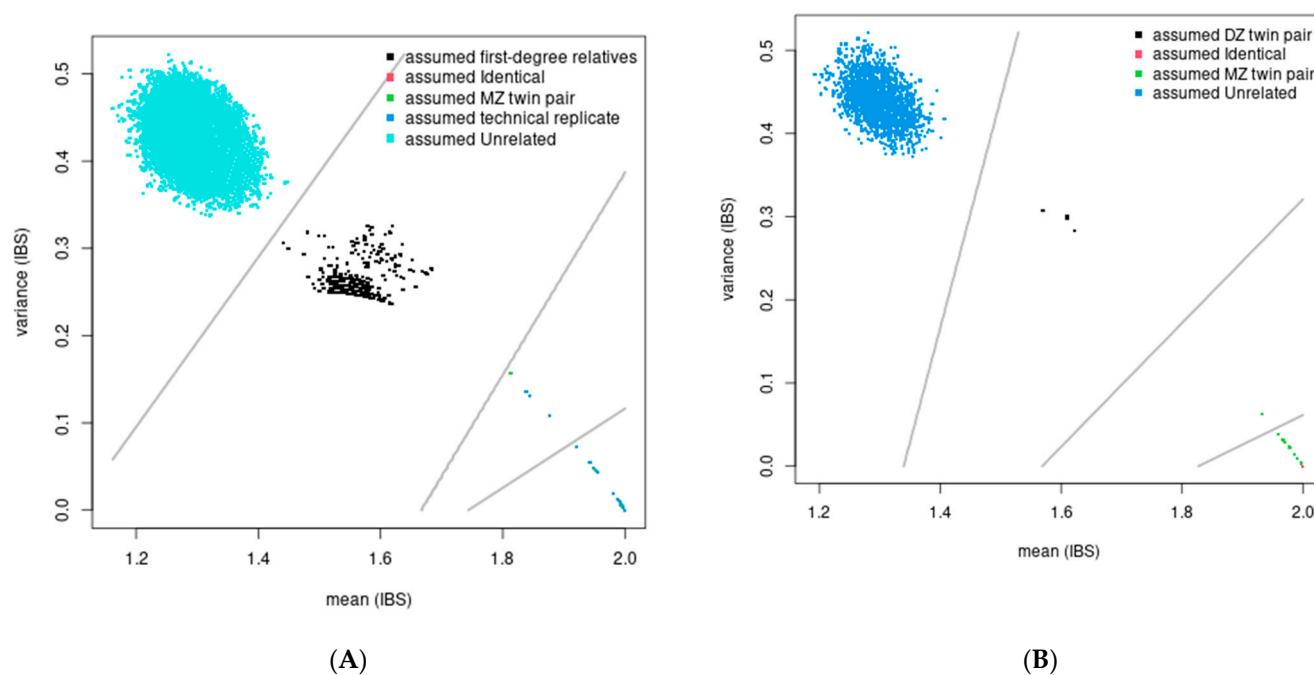 assumed first-degree relatives
assumed Identical
assumed MZ twin pair
assumed technical replicate
assumed Unrelated
variance (IBS)
0.5
0.4
0.3
0.2
0.1
0.0
1.2 1.4 1.6 1.8 2.0
mean (IBS)
(A)
assumed DZ twin pair
assumed Identical
assumed MZ twin pair
assumed Unrelated
variance (IBS)
0.5
0.4
0.3
0.2
0.1
0.0
1.2 1.4 1.6 1.8 2.0
mean (IBS)
(B)